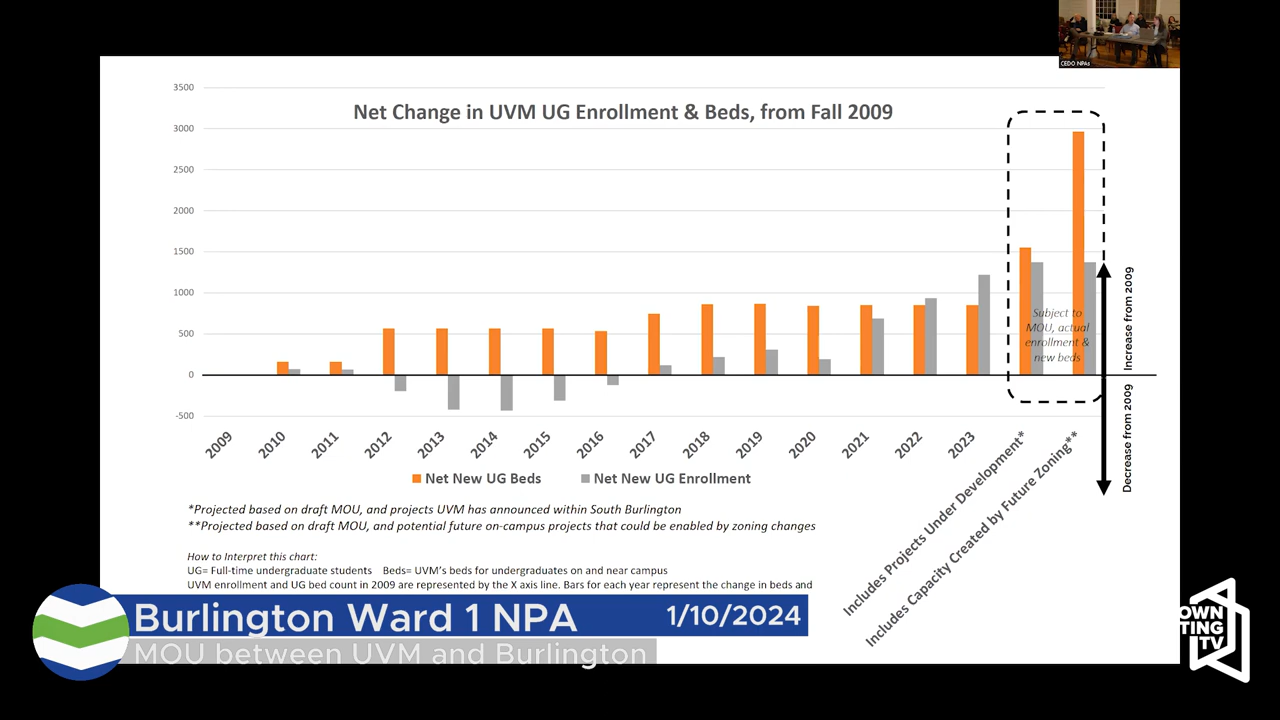 CEDO NPAs
Net Change in UVM UG Enrollment & Beds, from Fall 2009
3500
3000
2500
2000
1500
1000
500
0
-500
Subject to
MOU, actual
enrollment &
new beds
Increase from 2009
Decrease from 2009
2009
2010
2011
2012
2013
2014
2015
2016
2017
2018
2019
2020
2021
2022
2023
Includes Projects Under Development*
Includes Capacity Created by Future Zoning**
Net New UG Beds
Net New UG Enrollment
*Projected based on draft MOU, and projects UVM has announced within South Burlington
**Projected based on draft MOU, and potential future on-campus projects that could be enabled by zoning changes
How to Interpret this chart:
UG= Full-time undergraduate students Beds= UVM's beds for undergraduates on and near campus
UVM enrollment and UG bed count in 2009 are represented by the X axis line. Bars for each year represent the change in beds and
Burlington Ward 1 NPA 1/10/2024
MOU between UVM and Burlington
OWN
TING
TV